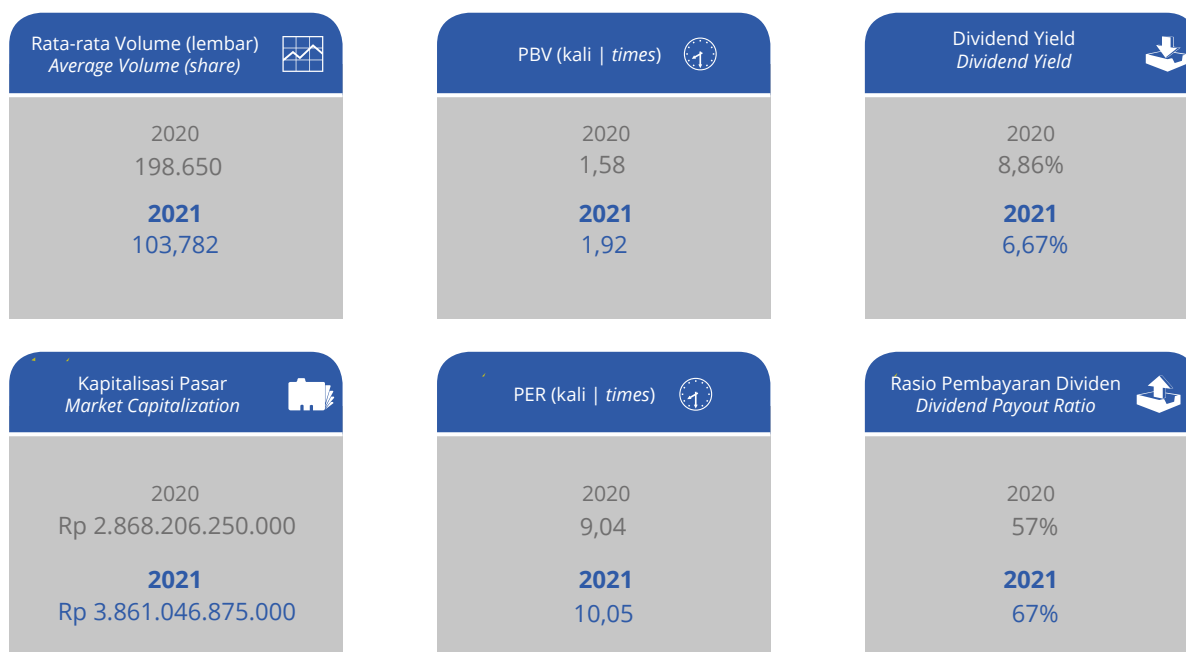 Rata-rata Volume (lembar)
Average Volume (share)
2020
198.650
2021
103,782
PBV (kali | times)
2020
1,58
2021
1,92
Dividend Yield
Dividend Yield
2020
8,86%
2021
6,67%
Kapitalisasi Pasar
Market Capitalization
2020
Rp 2.868.206.250.000
2021
Rp 3.861.046.875.000
PER (kali | times)
2020
9,04
2021
10,05
Rasio Pembayaran Dividen
Dividend Payout Ratio
2020
57%
2021
67%